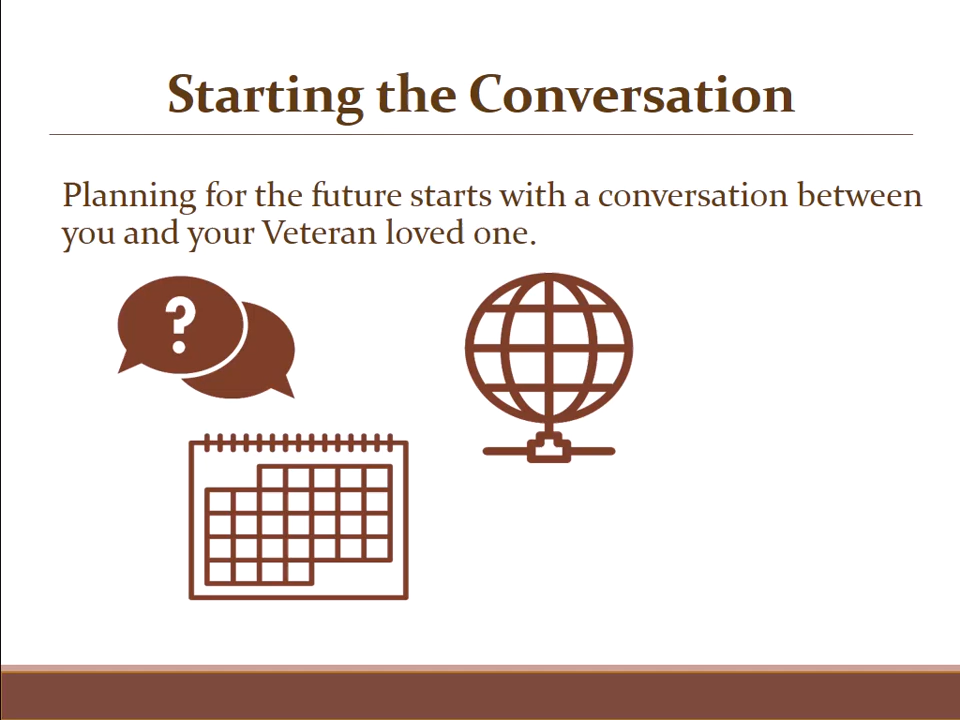 Starting the Conversation
Planning for the future starts with a conversation between
you and your Veteran loved one.
?